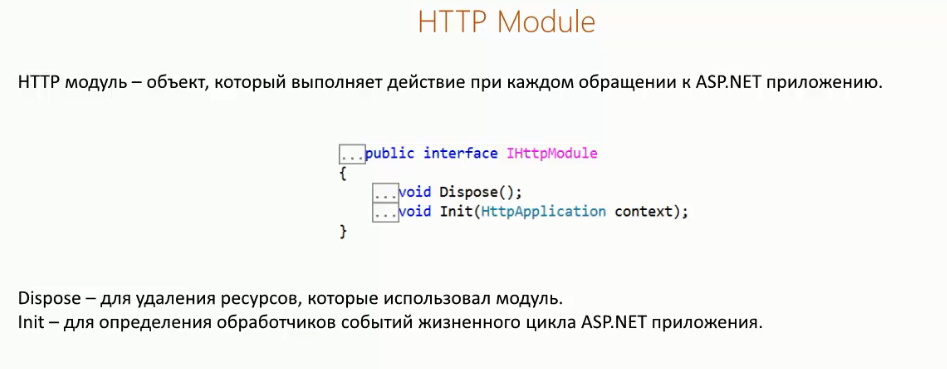 HTTP Module
HTTP модуль – объект, который выполняет действие при каждом обращении к ASP.NET приложению.
...public interface IHttpModule
{
...void Dispose();
...void Init(HttpApplication context);
}
Dispose – для удаления ресурсов, которые использовал модуль.
Init – для определения обработчиков событий жизненного цикла ASP.NET приложения.